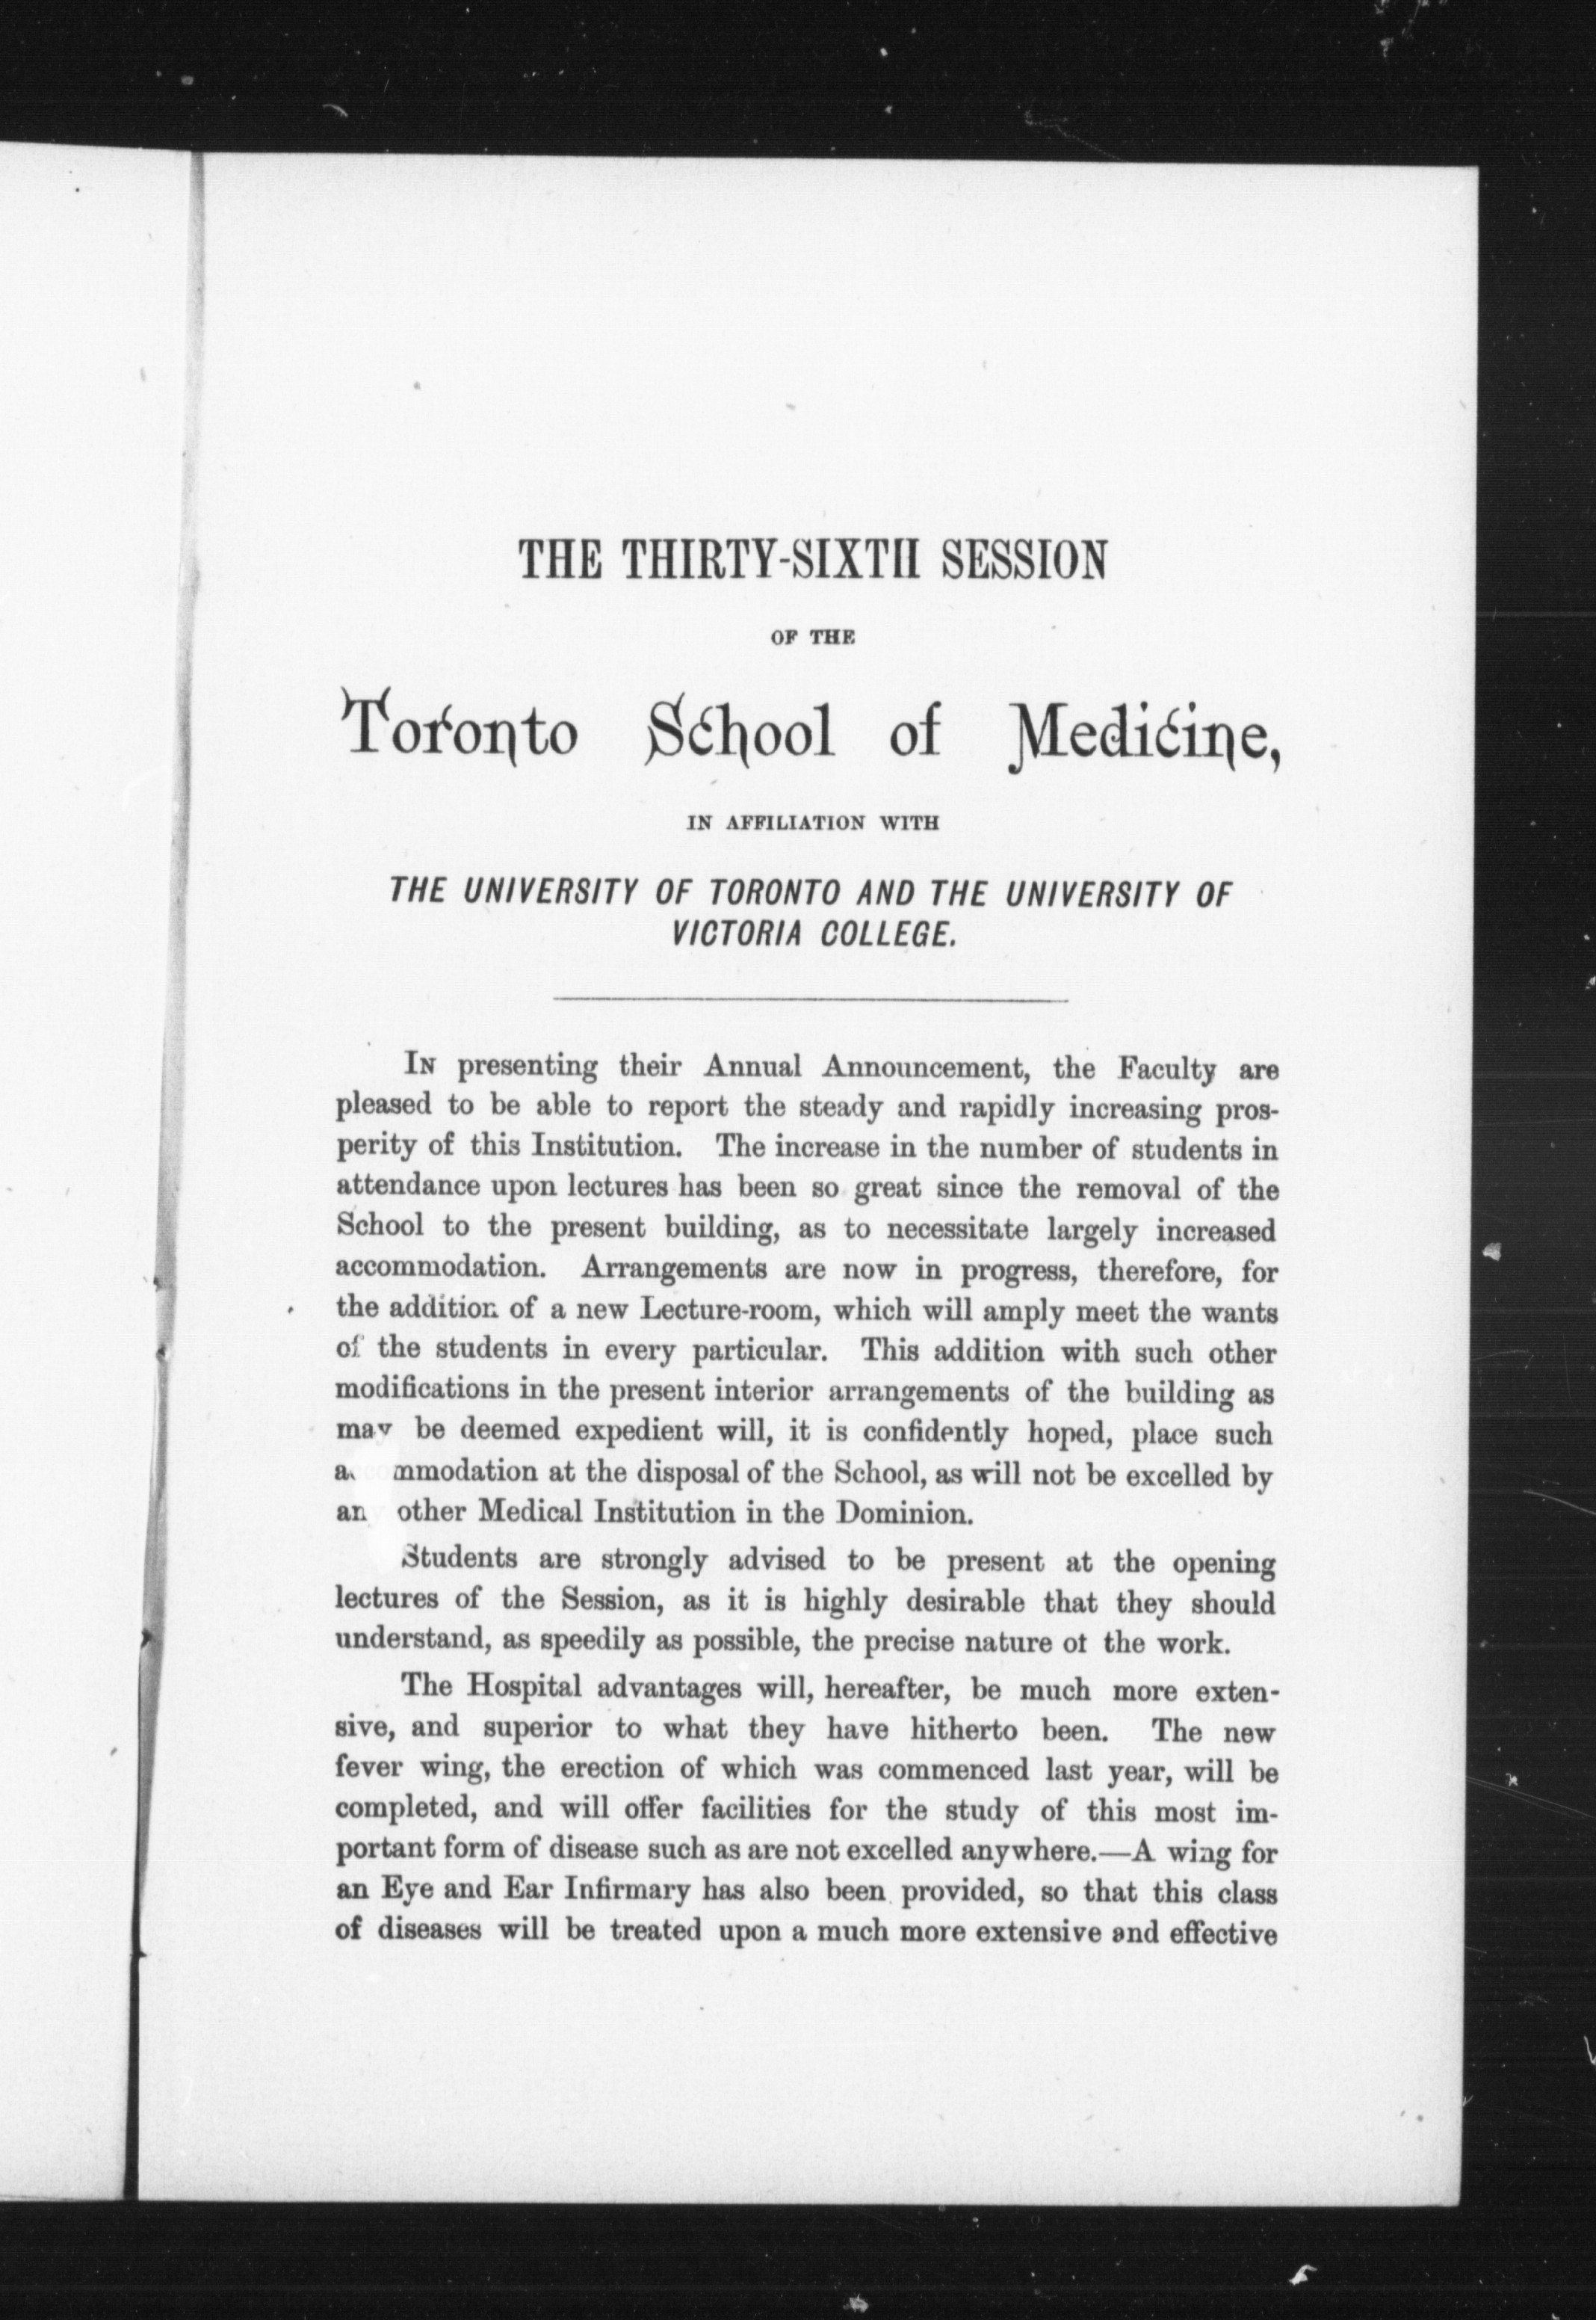 THE THIRTY-SIXTH SESSION
OF THE
Toronto School of Medicine,
IN AFFILIATION WITH
THE UNIVERSITY OF TORONTO AND THE UNIVERSITY OF
VICTORIA COLLEGE.
IN presenting their Annual Announcement, the Faculty are
pleased to be able to report the steady and rapidly increasing pros-
perity of this Institution. The increase in the number of students in
attendance upon lectures has been so great since the removal of the
School to the present building, as to necessitate largely increased
accommodation. Arrangements are now in progress, therefore, for
the addition of a new Lecture-room, which will amply meet the wants
of the students in every particular. This addition with such other
modifications in the present interior arrangements of the building as
may be deemed expedient will, it is confidently hoped, place such
accommodation at the disposal of the School, as will not be excelled by
any other Medical Institution in the Dominion.
Students are strongly advised to be present at the opening
lectures of the Session, as it is highly desirable that they should
understand, as speedily as possible, the precise nature of the work.
The Hospital advantages will, hereafter, be much more exten-
sive, and superior to what they have hitherto been. The new
fever wing, the erection of which was commenced last year, will be
completed, and will offer facilities for the study of this most im-
portant form of disease such as are not excelled anywhere.—A wing for
an Eye and Ear Infirmary has also been provided, so that this class
of diseases will be treated upon a much more extensive and effective